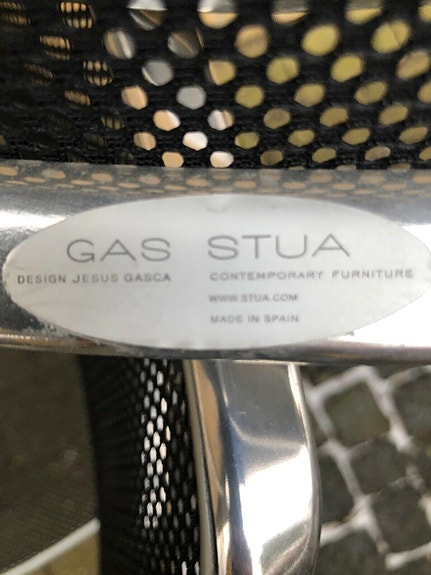 GAS STUA
DESIGN JESUS GASCA CONTEMPORARY FURNITURE
WWW.STUA.COM
MADE IN SPAIN